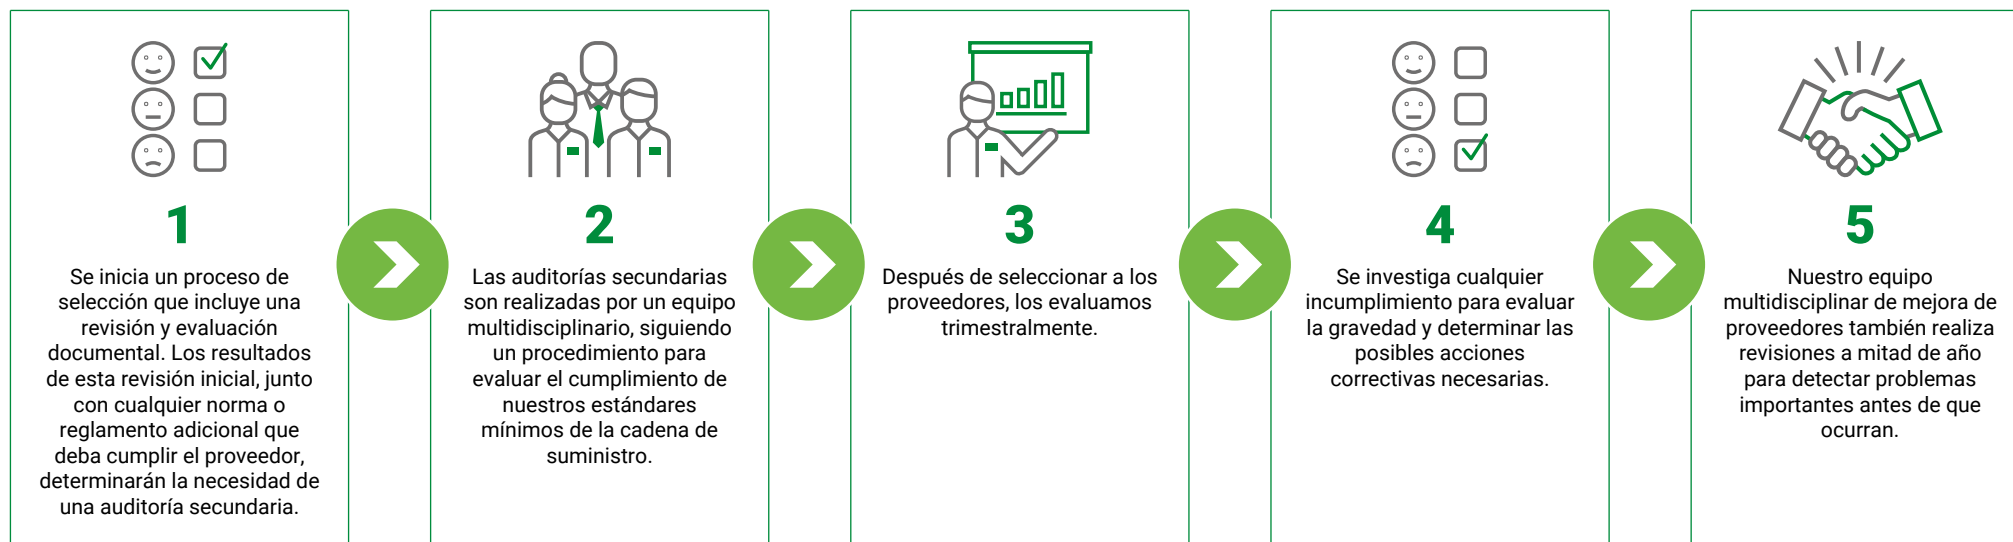 1
Se inicia un proceso de
selección que incluye una
revisión y evaluación
documental. Los resultados
de esta revisión inicial, junto
con cualquier norma o
reglamento adicional que
deba cumplir el proveedor,
determinarán la necesidad de
una auditoría secundaria.
2
Las auditorías secundarias
son realizadas por un equipo
multidisciplinario, siguiendo
un procedimiento para
evaluar el cumplimiento de
nuestros estándares
mínimos de la cadena de
suministro.
3
Después de seleccionar a los
proveedores, los evaluamos
trimestralmente.
4
Se investiga cualquier
incumplimiento para evaluar
la gravedad y determinar las
posibles acciones
correctivas necesarias.
5
Nuestro equipo
multidisciplinar de mejora de
proveedores también realiza
revisiones a mitad de año
para detectar problemas
importantes antes de que
ocurran.